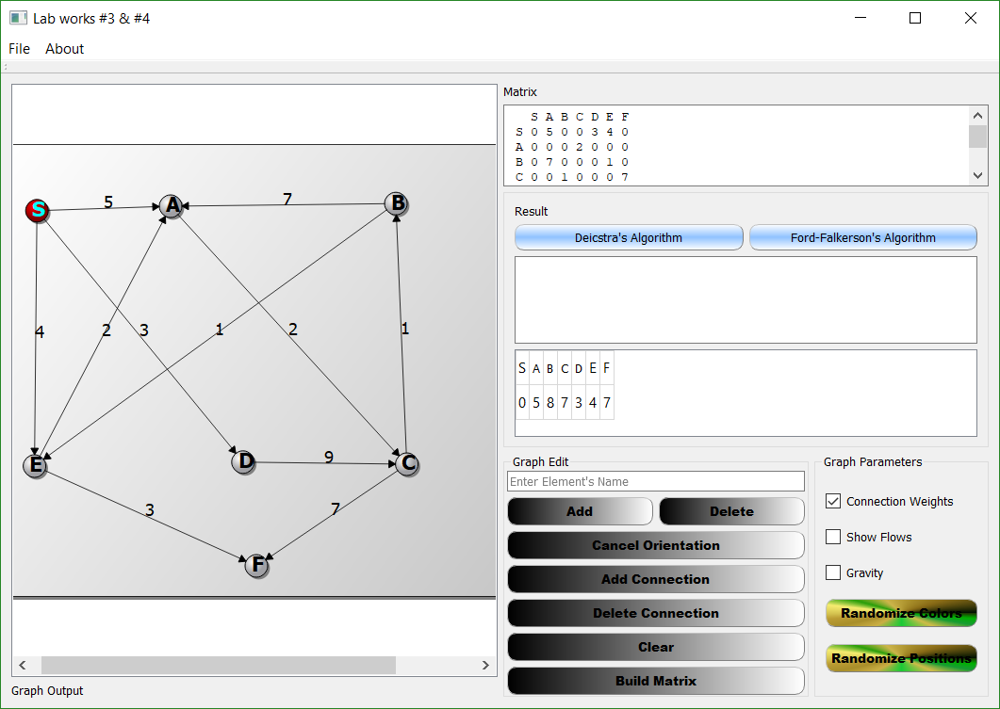 Lab works #3 & #4
File About
S
A
B
E
D
C
F
5
7
4
2
3
1
2
1
9
3
7
Graph Output
Matrix
S A B C D E F
S 0 5 0 0 3 4 0
A 0 0 0 2 0 0 0
B 0 7 0 0 0 1 0
C 0 0 1 0 0 0 7
Result
Deicstra's Algorithm Ford-Falkerson's Algorithm
S A B C D E F
0 5 8 7 3 4 7
Graph Edit
Enter Element's Name
Add Delete
Cancel Orientation
Add Connection
Delete Connection
Clear
Build Matrix
Graph Parameters
Connection Weights
Show Flows
Gravity
Randomize Colors
Randomize Positions